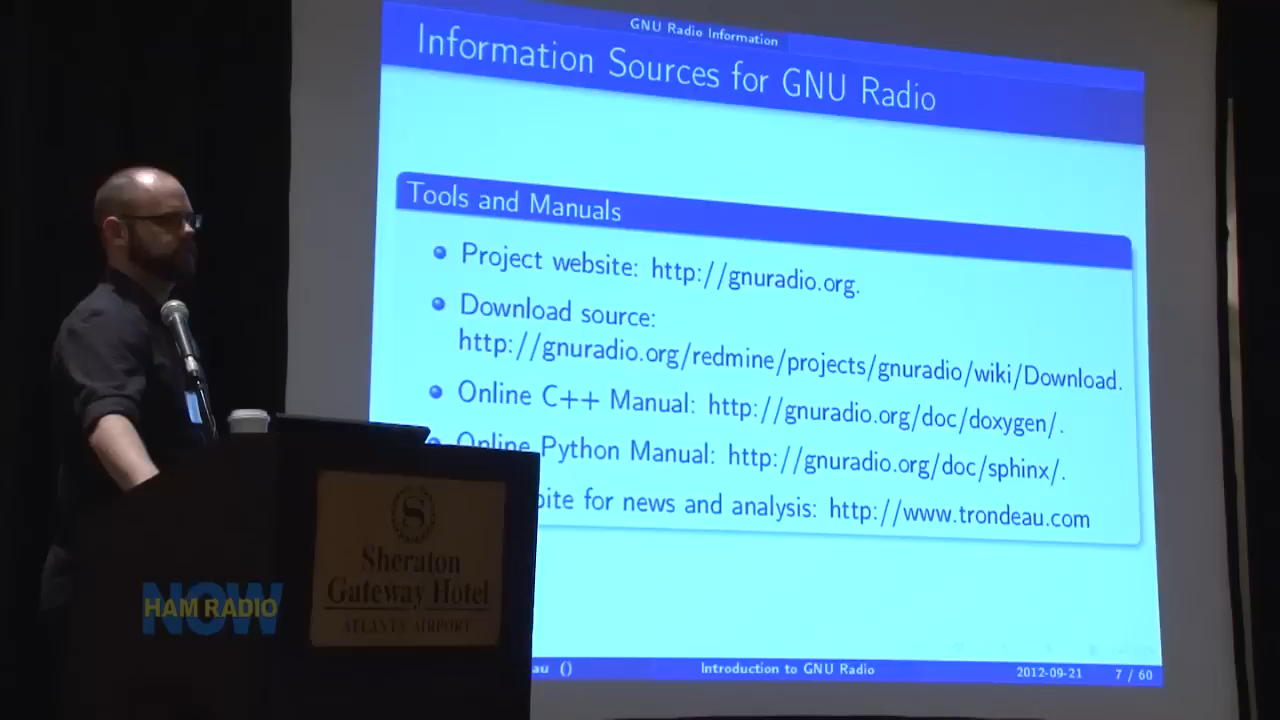 GNU Radio Information
Information Sources for GNU Radio
Tools and Manuals
Project website: http://gnuradio.org.
Download source:
http://gnuradio.org/redmine/projects/gnuradio/wiki/Download.
Online C++ Manual: http://gnuradio.org/doc/doxygen/.
Online Python Manual: http://gnuradio.org/doc/sphinx/.
for news and analysis: http://www.trondeau.com
S
Sheraton
Gateway Hotel
ATLANTA AIRPORT
NOW
HAM RADIO
au ()
Introduction to GNU Radio
2012-09-21
7 / 60